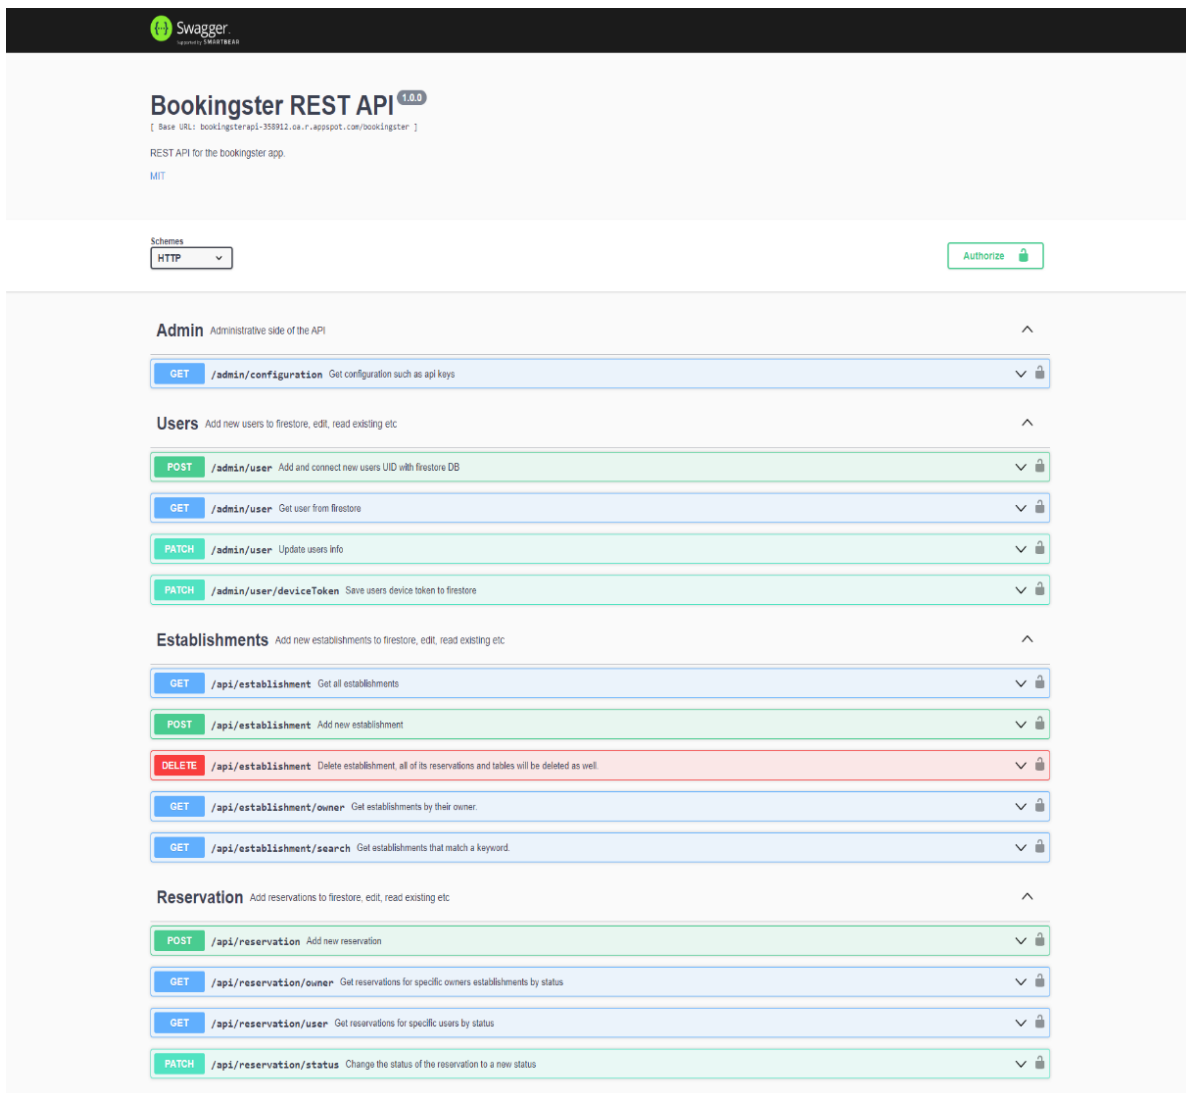 Swagger.
Supported by SMARTBEAR
Bookingster REST API 1.0.0
[ Base URL: bookingsterapi-358912.oa.r.appspot.com/bookingster ]
REST API for the bookingster app.
MIT
Schemes
HTTP
Authorize
Admin Administrative side of the API
GET /admin/configuration Get configuration such as api keys
Users Add new users to firestore, edit, read existing etc
POST /admin/user Add and connect new users UID with firestore DB
GET /admin/user Get user from firestore
PATCH /admin/user Update users info
PATCH /admin/user/deviceToken Save users device token to firestore
Establishments Add new establishments to firestore, edit, read existing etc
GET /api/establishment Get all establishments
POST /api/establishment Add new establishment
DELETE /api/establishment Delete establishment, all of its reservations and tables will be deleted as well.
GET /api/establishment/owner Get establishments by their owner.
GET /api/establishment/search Get establishments that match a keyword.
Reservation Add reservations to firestore, edit, read existing etc
POST /api/reservation Add new reservation
GET /api/reservation/owner Get reservations for specific owners establishments by status
GET /api/reservation/user Get reservations for specific users by status
PATCH /api/reservation/status Change the status of the reservation to a new status